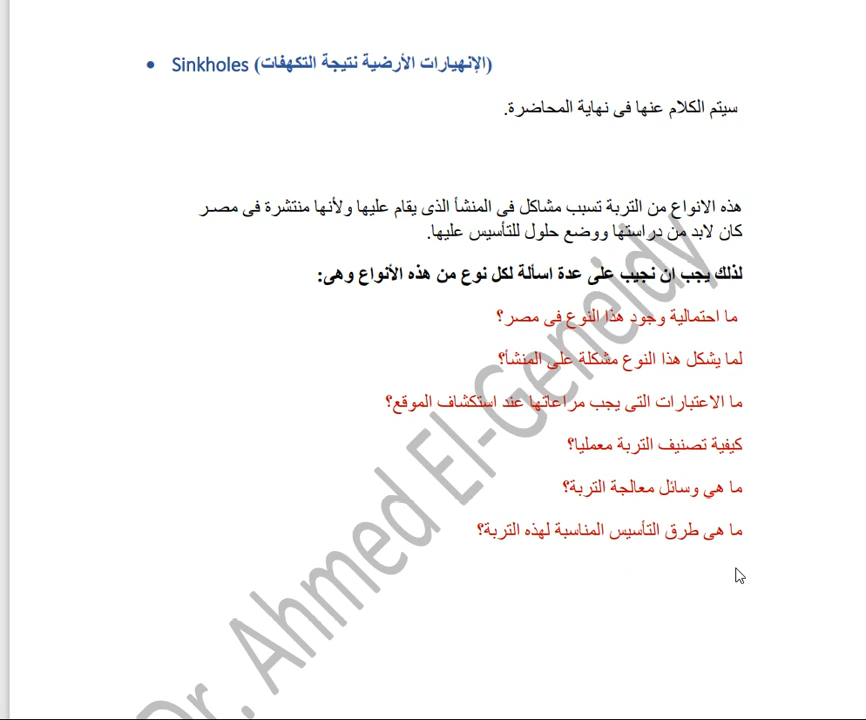 • Sinkholes (الإنهيارات الأرضية نتيجة التكهفات)
سيتم الكلام عنها فى نهاية المحاضرة.
هذه الانواع من التربة تسبب مشاكل فى المنشأ الذى يقام عليها ولأنها منتشرة فى مصر
كان لابد من دراستها ووضع حلول للتأسيس عليها.
لذلك يجب ان نجيب على عدة اسألة لكل نوع من هذه الأنواع وهى:
ما احتمالية وجود هذا النوع فى مصر؟
لما يشكل هذا النوع مشكلة على المنشأ؟
ما الاعتبارات التى يجب مراعاتها عند استكشاف الموقع؟
كيفية تصنيف التربة معمليا؟
ما هي وسائل معالجة التربة؟
ما هى طرق التأسيس المناسبة لهذه التربة؟
Dr. Ahmed El-Geneidy